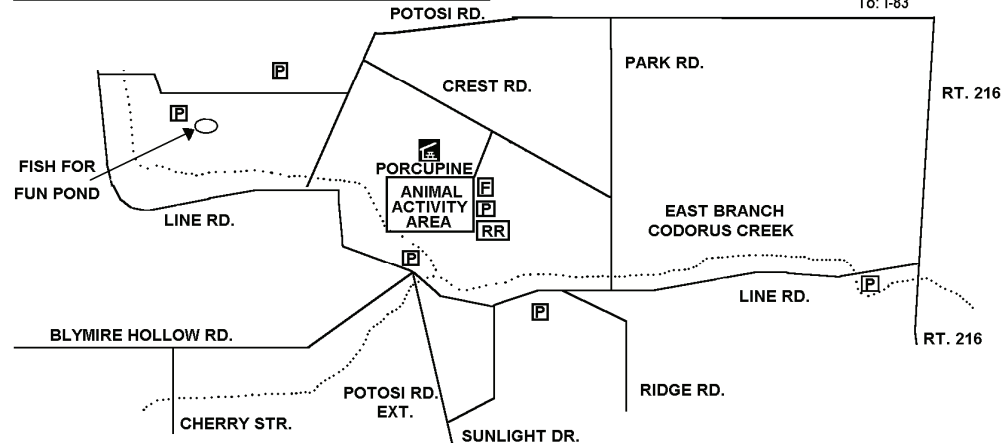 To: I-83
POTOSI RD.
PARK RD.
P
CREST RD.
RT. 216
P
FISH FOR
FUN POND
PORCUPINE
ANIMAL
ACTIVITY
AREA
F
P
RR
LINE RD.
EAST BRANCH
CODORUS CREEK
P
P
LINE RD.
P
BLYMIRE HOLLOW RD.
RT. 216
POTOSI RD.
EXT.
RIDGE RD.
CHERRY STR.
SUNLIGHT DR.